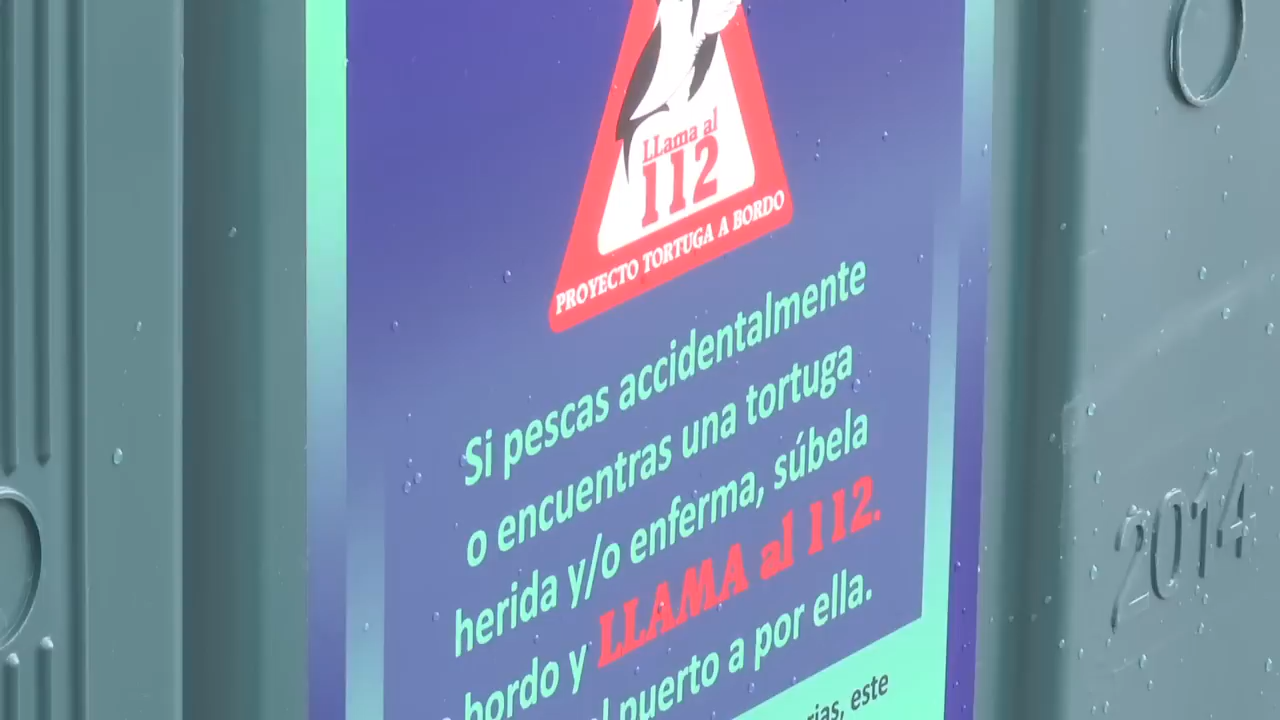 LLama al
112
PROYECTO TORTUGA A BORDO
Si pescas accidentalmente
o encuentras una tortuga
herida y/o enferma, súbela
bordo y LLAMA al 112.
puerto a por ella.
este
2014